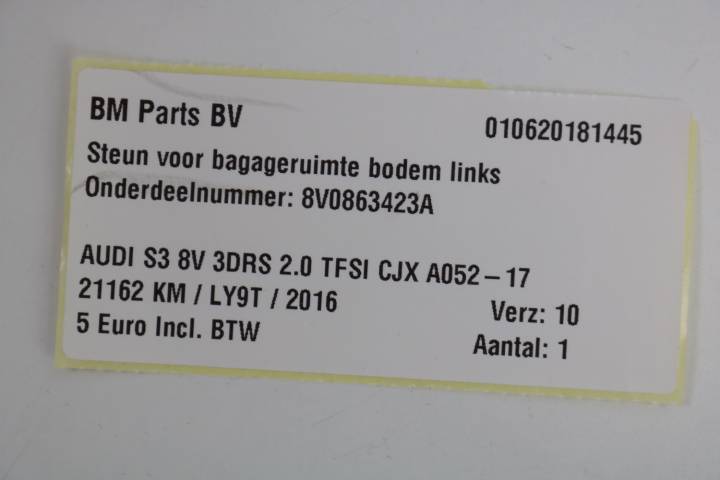 BM Parts BV 010620181445
Steun voor bagageruimte bodem links
Onderdeelnummer: 8V0863423A
AUDI S3 8V 3DRS 2.0 TFSI CJX A052-17
21162 KM / LY9T / 2016 Verz: 10
5 Euro Incl. BTW Aantal: 1